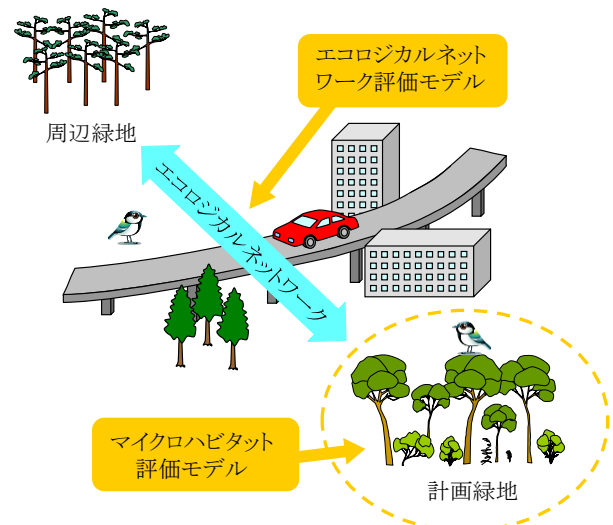 エコロジカルネット
ワーク評価モデル
周辺緑地
エコロジカルネットワーク
マイクロハビタット
評価モデル
計画緑地